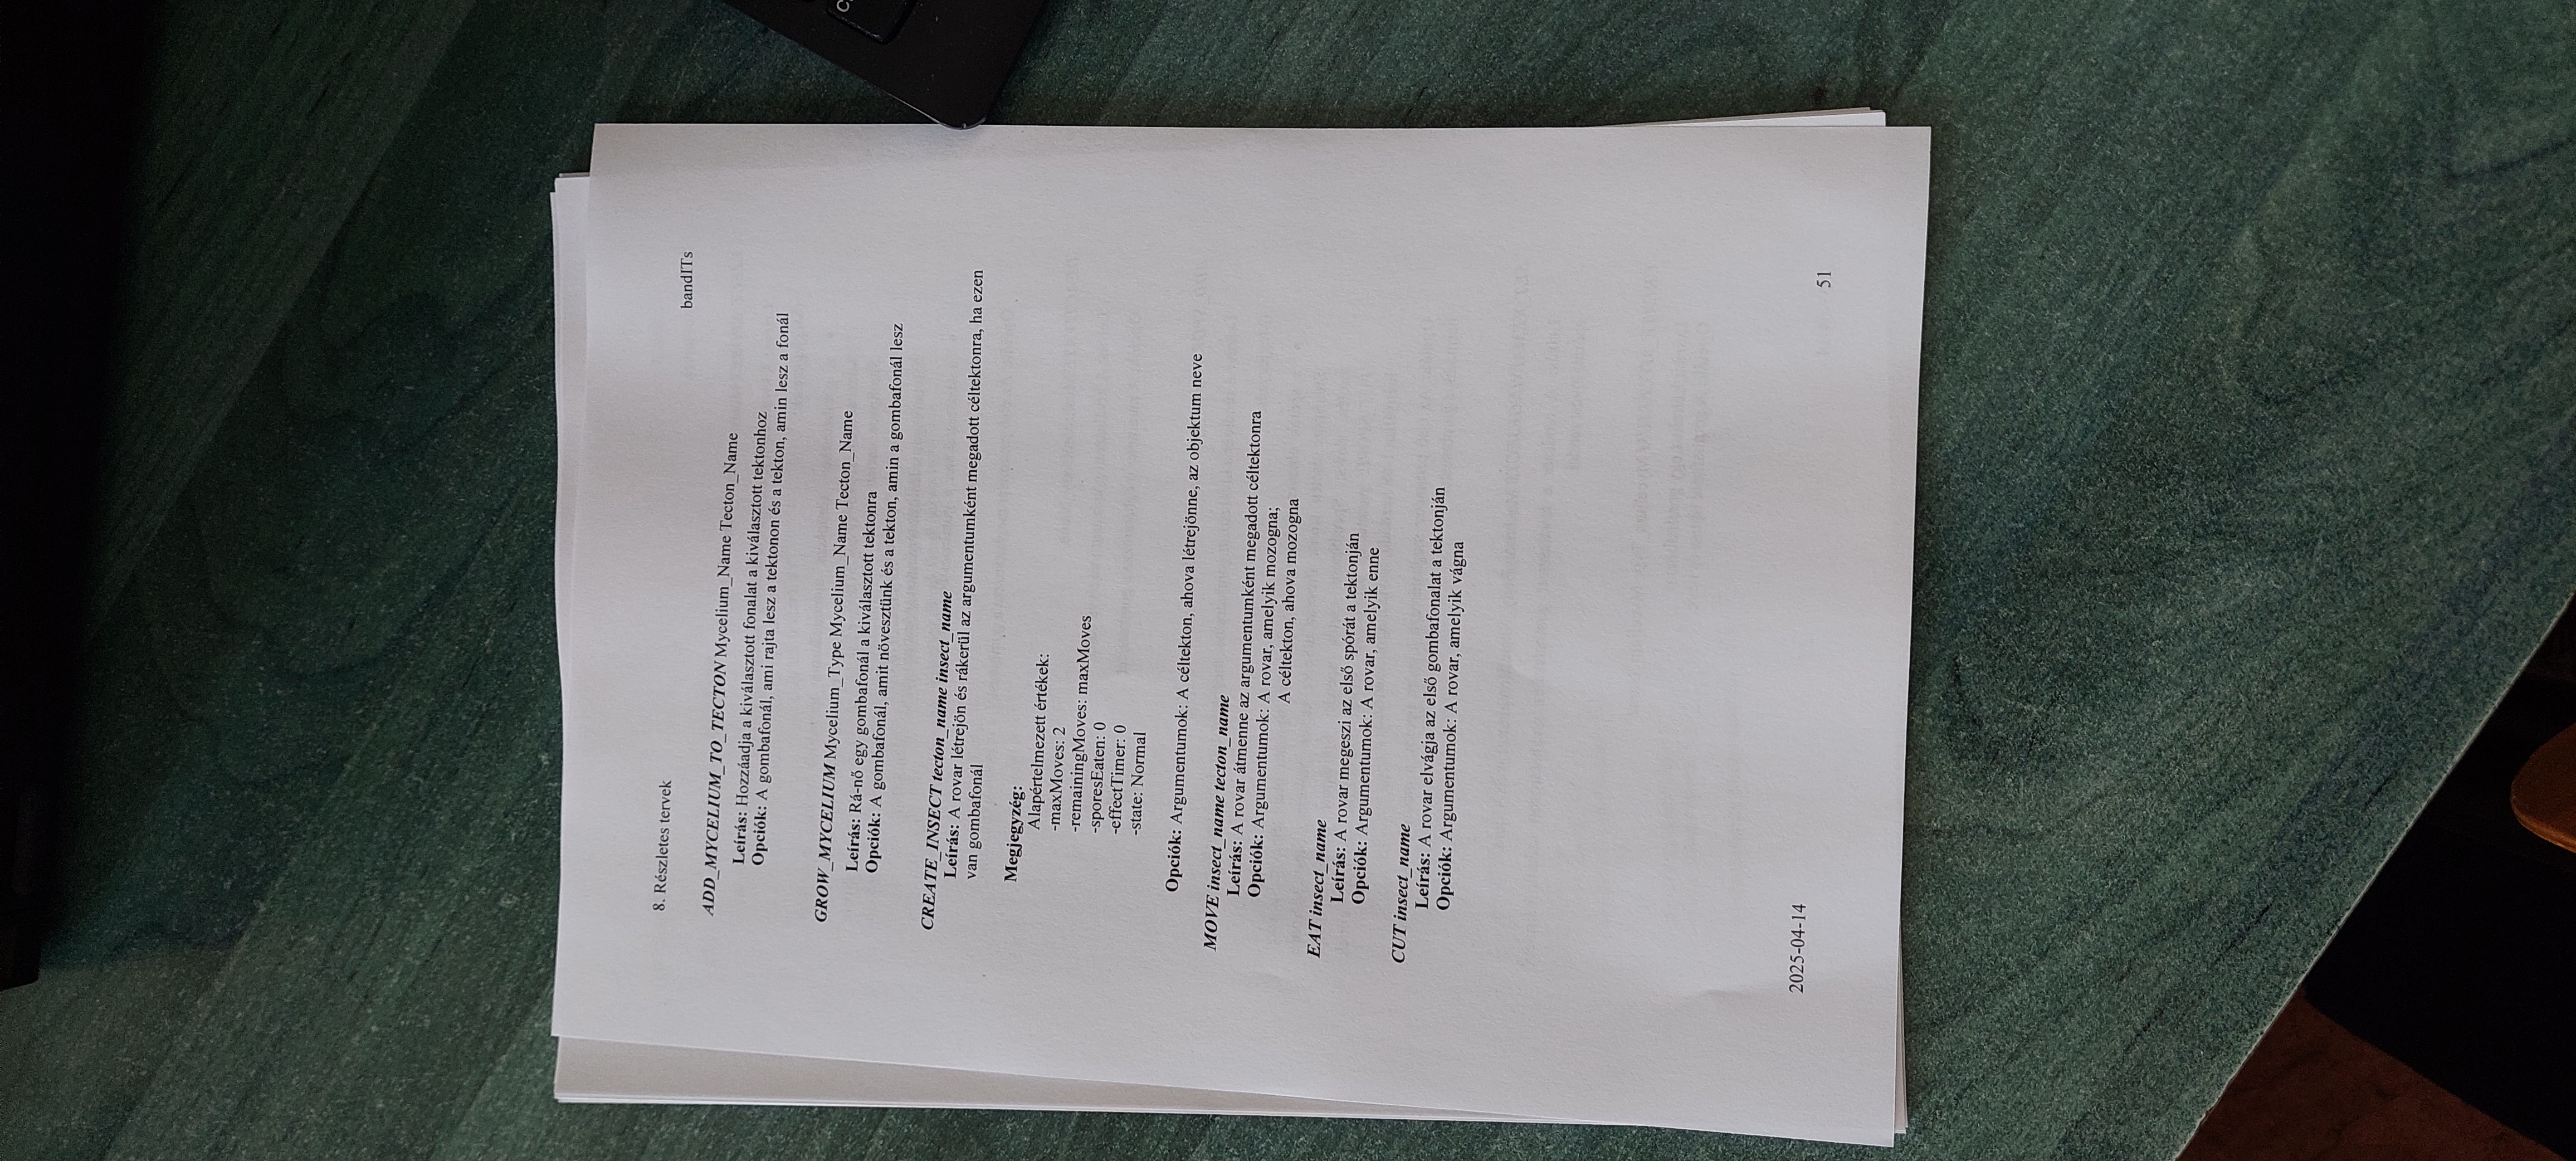 8. Részletes tervek
bandITs
ADD_MYCELIUM_TO_TECTON Mycelium_Name Tecton_Name
Leírás: Hozzáadja a kiválasztott fonalat a kiválasztott tektonhoz
Opciók: A gombafonál, ami rajta lesz a tektonon és a tekton, amin lesz a fonál
GROW_MYCELIUM Mycelium_Type Mycelium_Name Tecton_Name
Leírás: Rá-nő egy gombafonál a kiválasztott tektonra
Opciók: A gombafonál, amit növesztünk és a tekton, amin a gombafonál lesz
CREATE_INSECT tecton_name insect_name
Leírás: A rovar létrejön és rákerül az argumentumként megadott céltektonra, ha ezen
van gombafonál
Megjegyzég:
Alapértelmezett értékek:
-maxMoves: 2
-remainingMoves: maxMoves
-sporesEaten: 0
-effectTimer: 0
-state: Normal
Opciók: Argumentumok: A céltekton, ahova létrejönne, az objektum neve
MOVE insect_name tecton_name
Leírás: A rovar átmenne az argumentumként megadott céltektonra
Opciók: Argumentumok: A rovar, amelyik mozogna;
A céltekton, ahova mozogna
EAT insect_name
Leírás: A rovar megeszi az első spórát a tektonján
Opciók: Argumentumok: A rovar, amelyik enne
CUT insect_name
Leírás: A rovar elvágja az első gombafonalat a tektonján
Opciók: Argumentumok: A rovar, amelyik vágna
2025-04-14
51